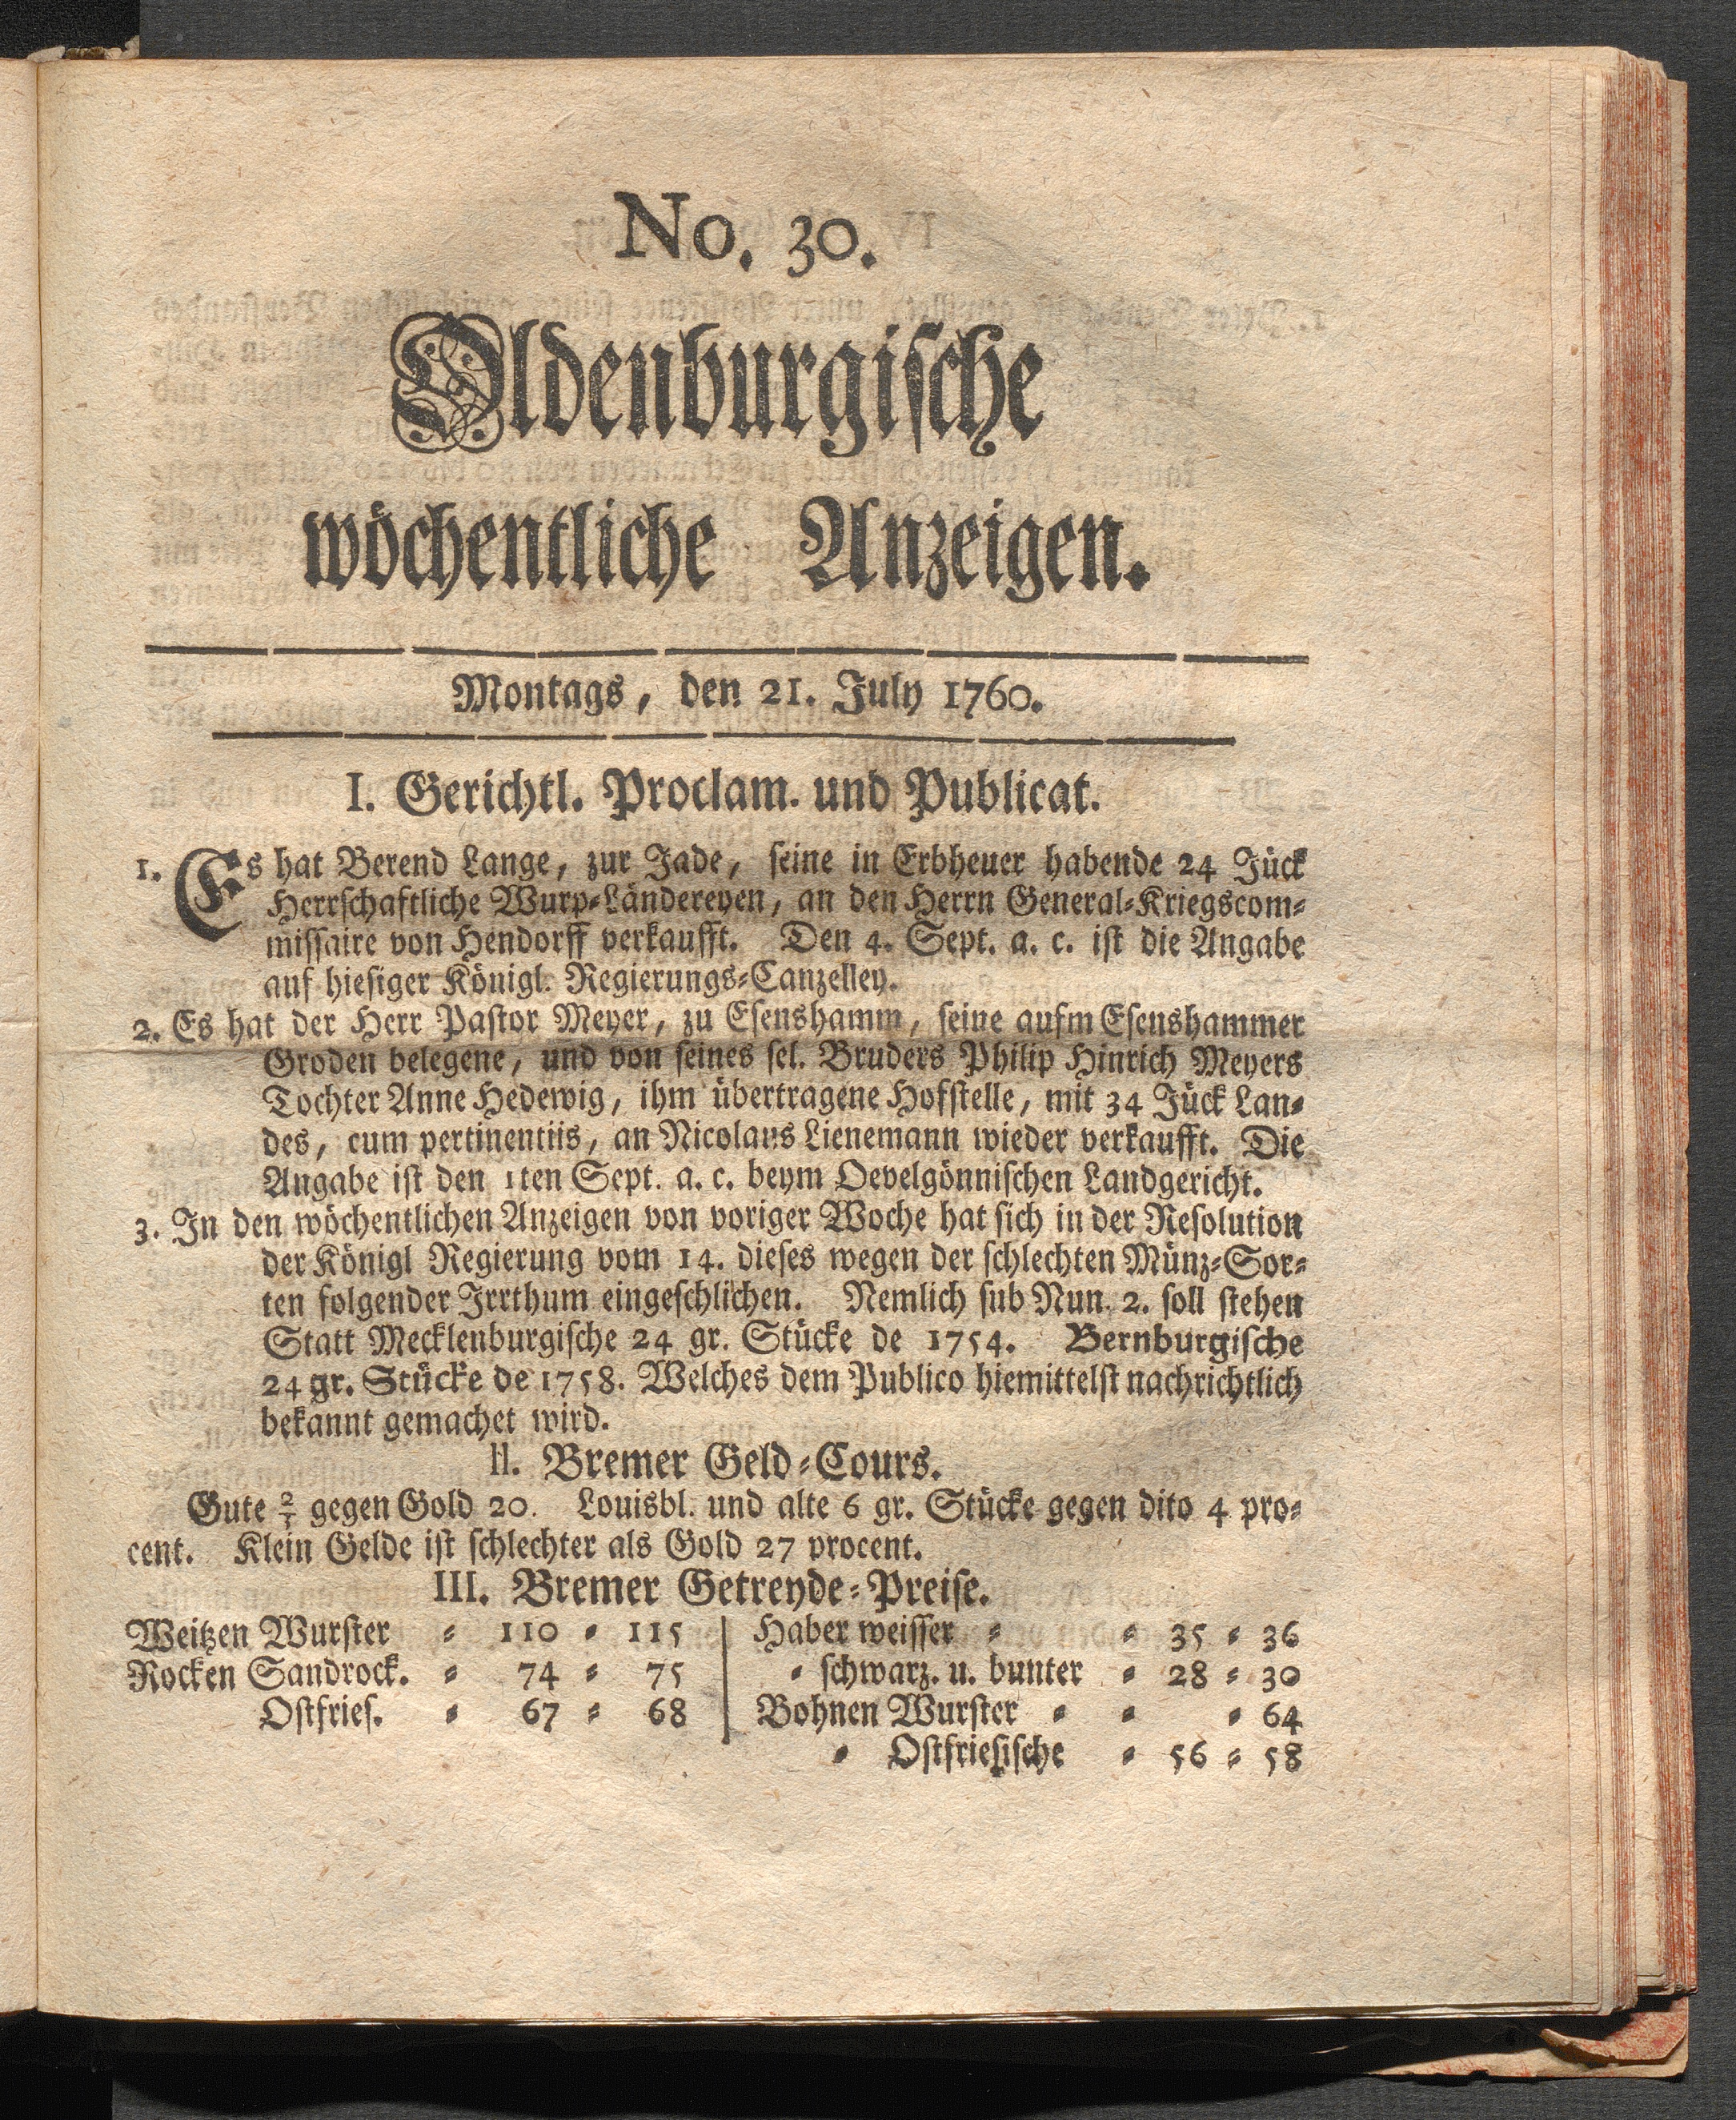 No. 30.
Oldenburgische
wöchentliche Anzeigen.
Montags, den 21. July 1760.
I. Gerichtl. Proclam. und Publicat.
1. Es hat Berend Lange, zur Jade, seine in Erbheuer habende 24 Jück
Herrschaftliche Wurp-Ländereyen, an den Herrn General-Kriegscom-
missaire von Hendorff verkaufft. Den 4. Sept. a. c. ist die Angabe
auf hiesiger Königl. Regierungs-Canzelley.
2. Es hat der Herr Pastor Meyer, zu Esenshamm, seine aufm Esenshammer
Groden belegene, und von seines sel. Bruders Philip Hinrich Meyers
Tochter Anne Hedewig, ihm übertragene Hofstelle, mit 34 Jück Lan-
des, cum pertinentiis, an Nicolaus Lienemann wieder verkaufft. Die
Angabe ist den 1ten Sept. a. c. beym Oevelgönnischen Landgericht.
3. In den wöchentlichen Anzeigen von voriger Woche hat sich in der Resolution
der Königl Regierung vom 14. dieses wegen der schlechten Münz-Sor-
ten folgender Irrthum eingeschlichen. Nemlich sub Nun. 2. soll stehen
Statt Mecklenburgische 24 gr. Stücke de 1754. Bernburgische
24 gr. Stücke de 1758. Welches dem Publico hiemittelst nachrichtlich
bekannt gemachet wird.
II. Bremer Geld-Cours.
Gute 2/1 gegen Gold 20. Louisbl. und alte 6 gr. Stücke gegen dito 4 pro-
cent. Klein Gelde ist schlechter als Gold 27 procent.
III. Bremer Getreyde-Preise.
Weitzen Wurster - 110 - 115
Rocken Sandrock. - 74 - 75
Ostfries. - 67 - 68
Haber weisser - - 35 - 36
- schwarz. u. bunter - 28 - 30
Bohnen Wurster - - - 64
- Ostfriesische - 56 - 58